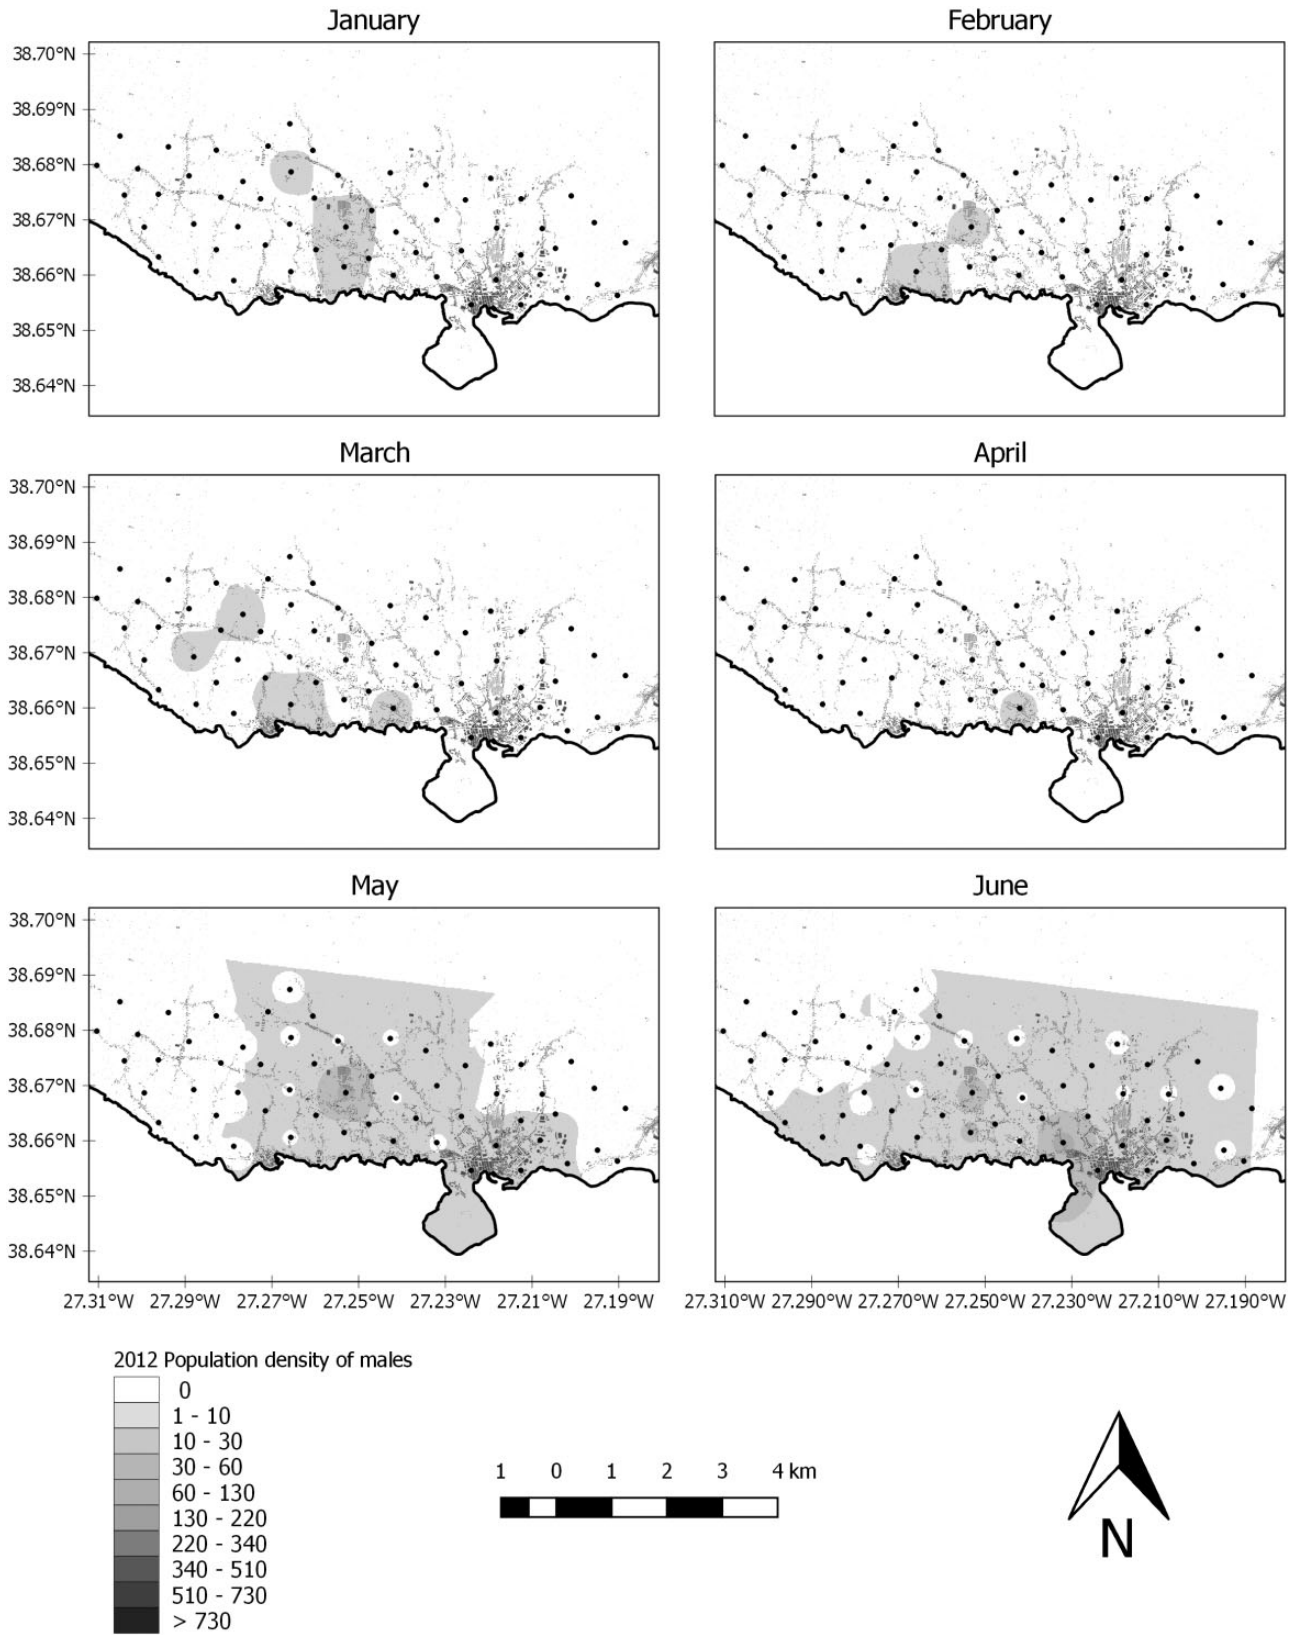 January
February
38.70°N
38.69°N
38.68°N
38.67°N
38.66°N
38.65°N
38.64°N
March
April
38.70°N
38.69°N
38.68°N
38.67°N
38.66°N
38.65°N
38.64°N
May
June
38.70°N
38.69°N
38.68°N
38.67°N
38.66°N
38.65°N
38.64°N
27.31°W 27.29°W 27.27°W 27.25°W 27.23°W 27.21°W 27.19°W
27.310°W 27.290°W 27.270°W 27.250°W 27.230°W 27.210°W 27.190°W
2012 Population density of males
0
1 - 10
10 - 30
30 - 60
60 - 130
130 - 220
220 - 340
340 - 510
510 - 730
> 730
1 0 1 2 3 4 km
N